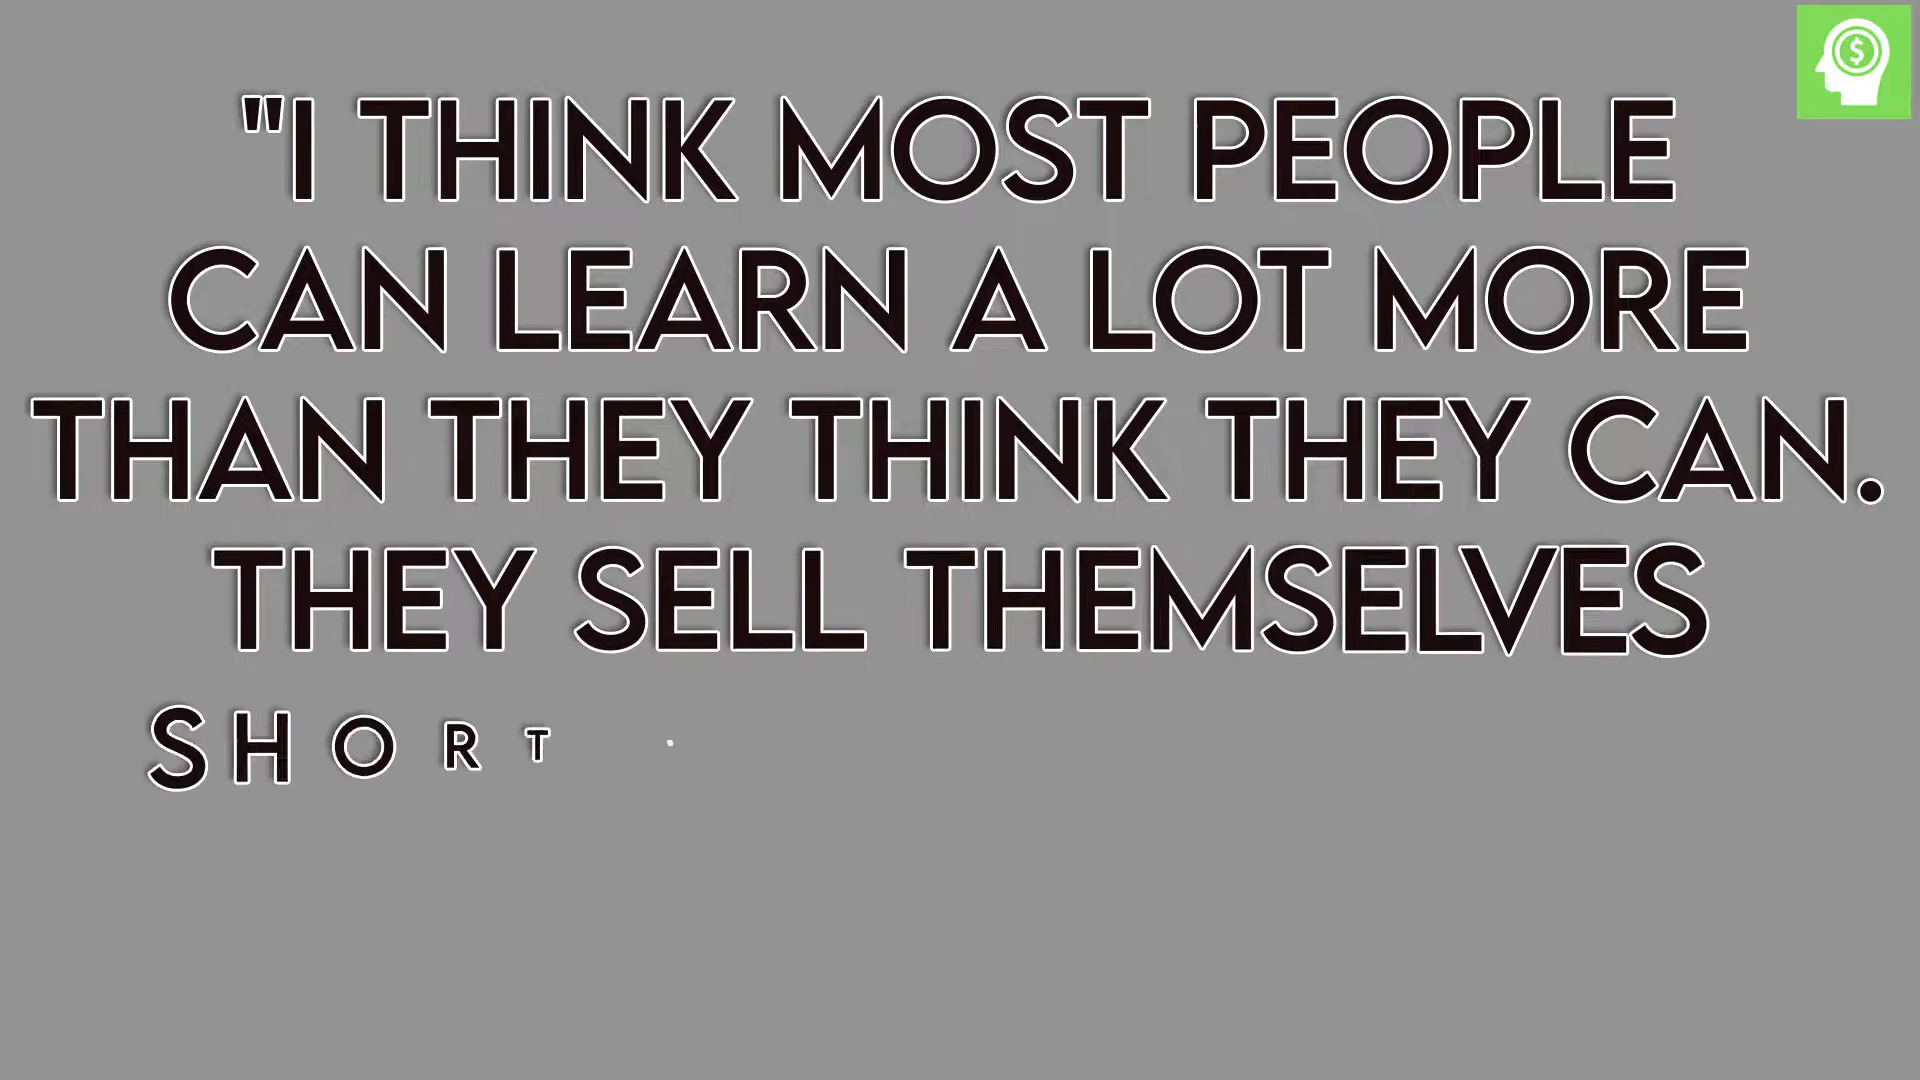 "I THINK MOST PEOPLE
CAN LEARN A LOT MORE
THAN THEY THINK THEY CAN.
THEY SELL THEMSELVES
SHORT
$